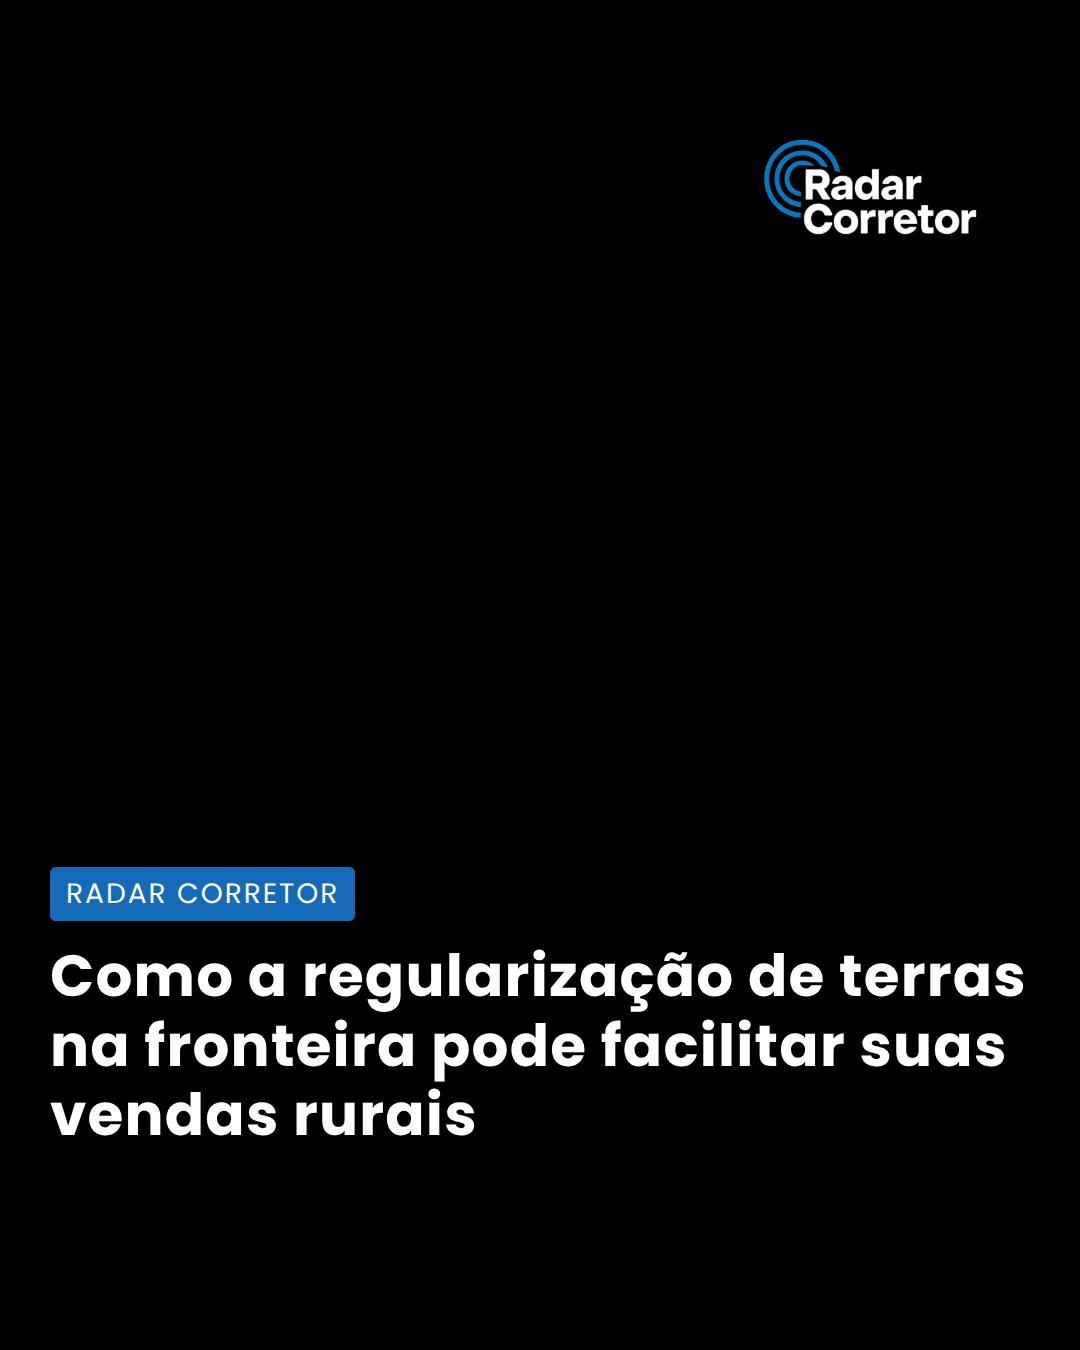 Radar
Corretor
RADAR CORRETOR
Como a regularização de terras
na fronteira pode facilitar suas
vendas rurais